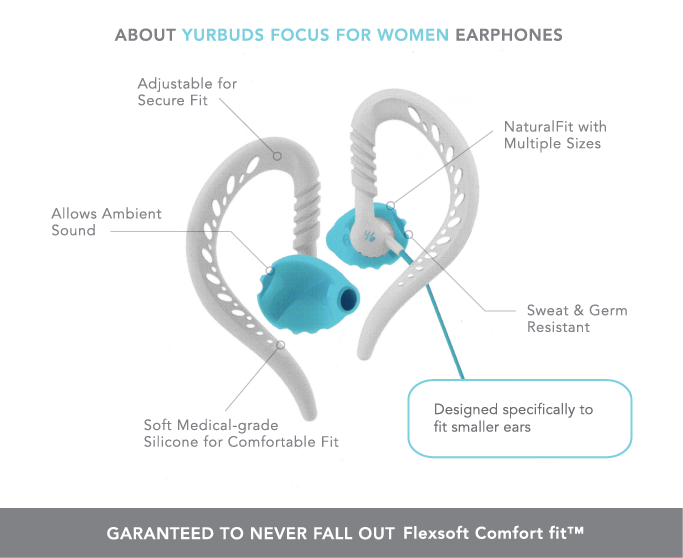 ABOUT YURBUDS FOCUS FOR WOMEN EARPHONES
Adjustable for
Secure Fit
NaturalFit with
Multiple Sizes
Allows Ambient
Sound
Sweat & Germ
Resistant
Designed specifically to
fit smaller ears
Soft Medical-grade
Silicone for Comfortable Fit
GARANTEED TO NEVER FALL OUT Flexsoft Comfort fit™